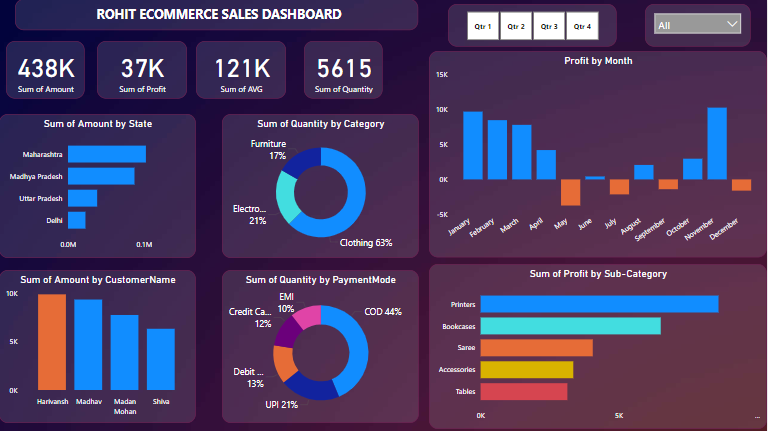 ROHIT ECOMMERCE SALES DASHBOARD
Qtr 1 Qtr 2 Qtr 3 Qtr 4
All
438K
Sum of Amount
37K
Sum of Profit
121K
Sum of AVG
5615
Sum of Quantity
Profit by Month
15K
10K
5K
0K
-5K
January
February
March
April
May
June
July
August
September
October
November
December
Sum of Amount by State
Maharashtra
Madhya Pradesh
Uttar Pradesh
Delhi
0.0M 0.1M
Sum of Quantity by Category
Furniture
17%
Electro...
21%
Clothing 63%
Sum of Amount by CustomerName
10K
5K
0K
Harivansh Madhav Madan Shiva
Mohan
Sum of Quantity by PaymentMode
EMI
10%
Credit Ca...
12%
COD 44%
Debit ...
13%
UPI 21%
Sum of Profit by Sub-Category
Printers
Bookcases
Saree
Accessories
Tables
0K 5K ...